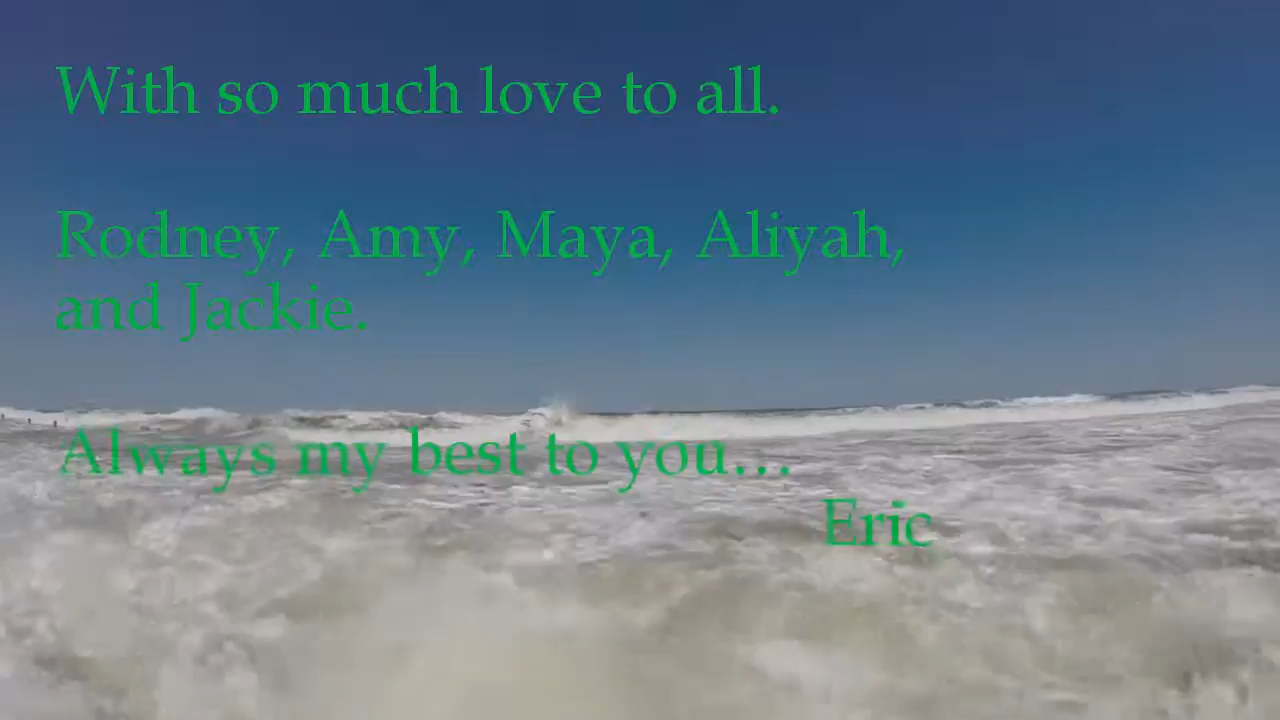 With so much love to all.
Rodney, Amy, Maya, Aliyah,
and Jackie.
Always my best to you…
Eric